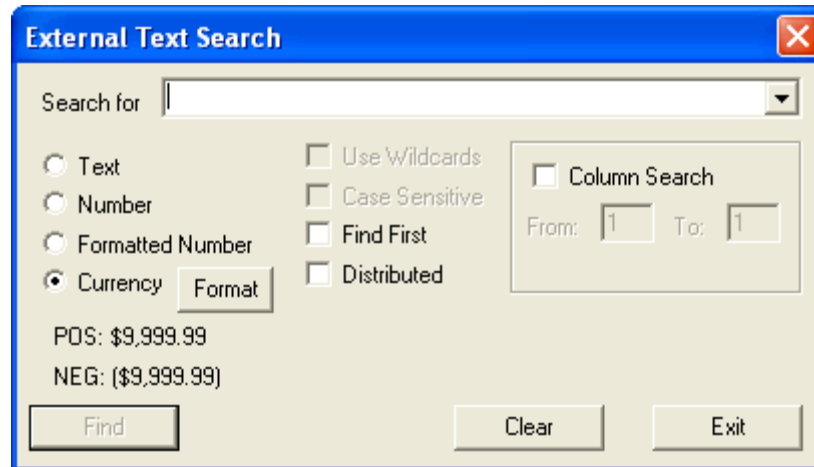 External Text Search
Search for
Text
Number
Formatted Number
Currency Format
Use Wildcards
Case Sensitive
Find First
Distributed
Column Search
From: 1 To: 1
POS: $9,999.99
NEG: ($9,999.99)
Find Clear Exit